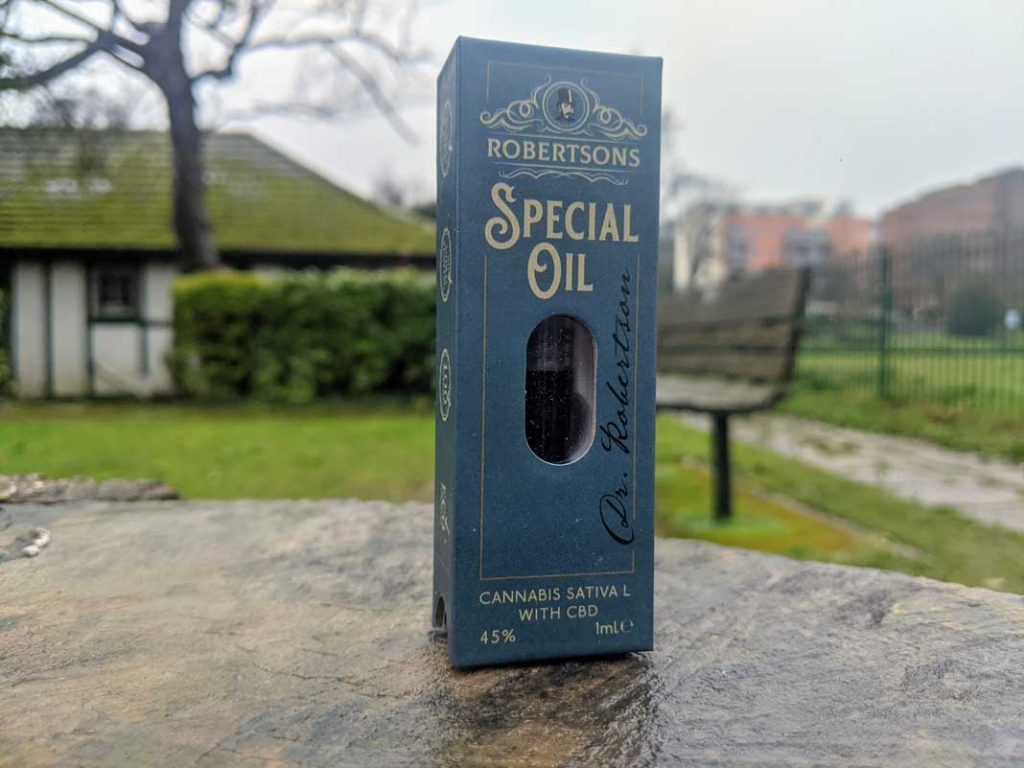 ROBERTSONS
SPECIAL
OIL
Dr. Robertson
CANNABIS SATIVA L
WITH CBD
45%
1ml ℮